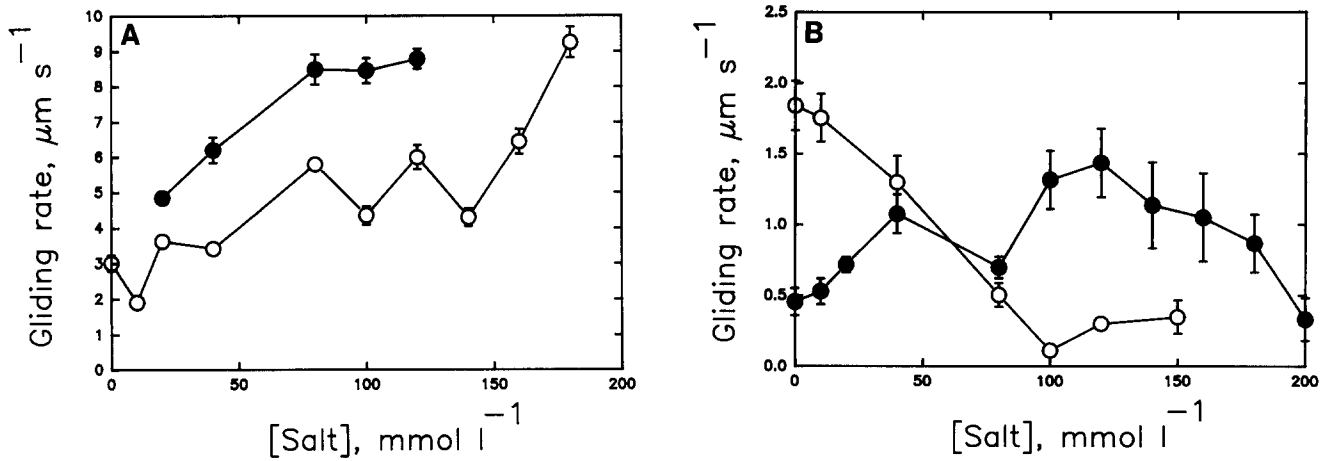 A
Gliding rate, μm s⁻¹
10
9
8
7
6
5
4
3
2
1
0
0 50 100 150 200
[Salt], mmol l⁻¹
B
Gliding rate, μm s⁻¹
2.5
2.0
1.5
1.0
0.5
0.0
0 50 100 150 200
[Salt], mmol l⁻¹